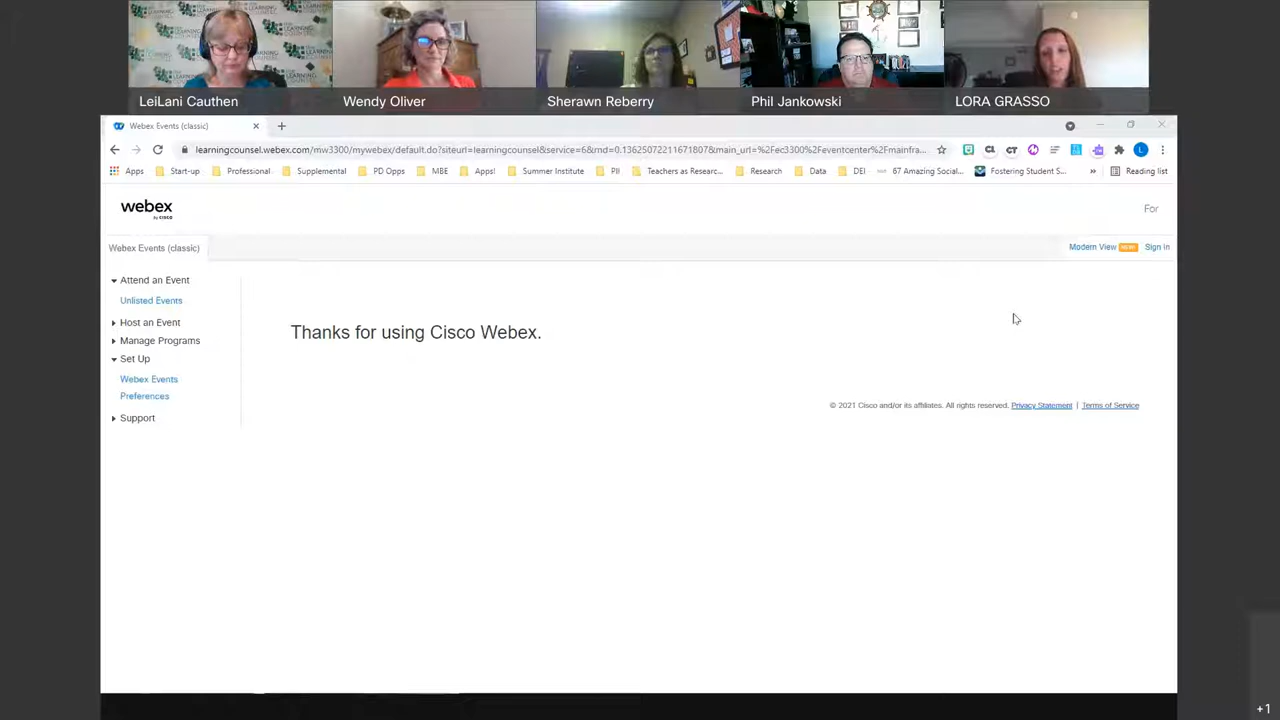 LeiLani Cauthen
Wendy Oliver
Sherawn Reberry
Phil Jankowski
LORA GRASSO
Webex Events (classic)
learningcounsel.webex.com/mw3300/mywebex/default.do?siteurl=learningcounsel&service=6&rnd=0.13625072211671807&main_url=%2Fec3300%2Feventcenter%2Fmainfra...
Apps Start-up Professional Supplemental PD Opps MBE Apps! Summer Institute PII Teachers as Researc... Research Data DEI 67 Amazing Social... Fostering Student S... » Reading list
webex
by CISCO
For
Webex Events (classic)
Modern View NEW Sign In
Attend an Event
Unlisted Events
Host an Event
Manage Programs
Set Up
Webex Events
Preferences
Support
Thanks for using Cisco Webex.
© 2021 Cisco and/or its affiliates. All rights reserved. Privacy Statement | Terms of Service
+1